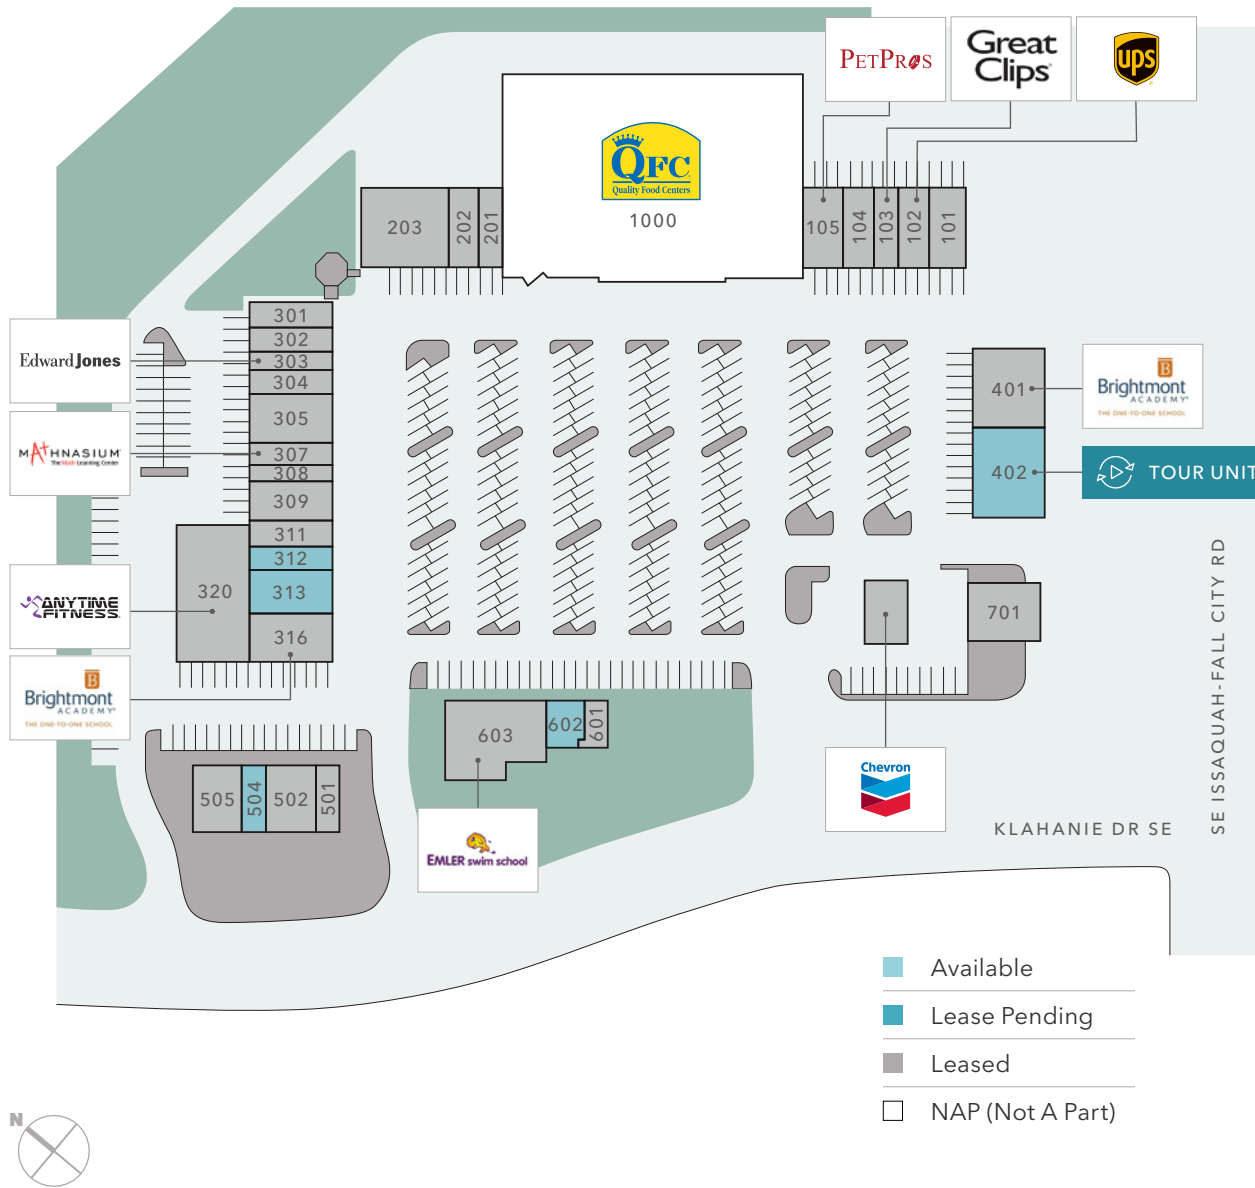 PETPROS
Great
Clips
ups
QFC
Quality Food Centers
1000
203
202
201
105
104
103
102
101
301
302
303
304
305
307
308
309
311
312
313
316
320
Edward Jones
MATHNASIUM
The Math Learning Center
ANYTIME
FITNESS
B
Brightmont
ACADEMY
THE ONE-TO-ONE SCHOOL
401
402
B
Brightmont
ACADEMY
THE ONE-TO-ONE SCHOOL
TOUR UNIT
701
603
602
601
505
504
502
501
EMLER swim school
Chevron
KLAHANIE DR SE
SE ISSAQUAH-FALL CITY RD
Available
Lease Pending
Leased
NAP (Not A Part)
N